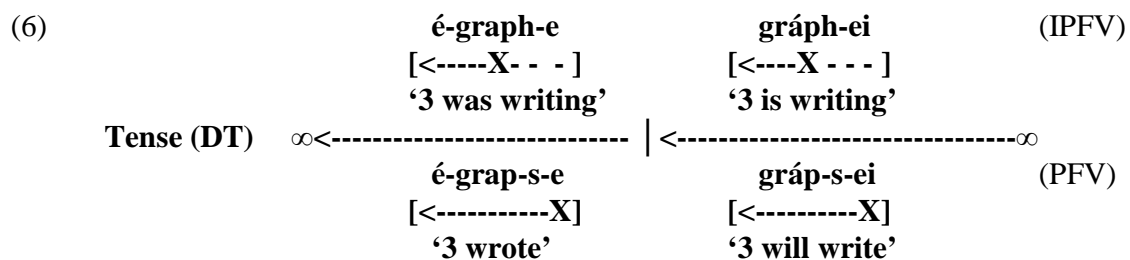 (6) é-graph-e gráph-ei (IPFV)
[<-----X- - - ] [<----X - - - ]
‘3 was writing’ ‘3 is writing’
Tense (DT) ∞<----------------------------- | <---------------------------------∞
é-grap-s-e gráp-s-ei (PFV)
[<-----------X] [<----------X]
‘3 wrote’ ‘3 will write’